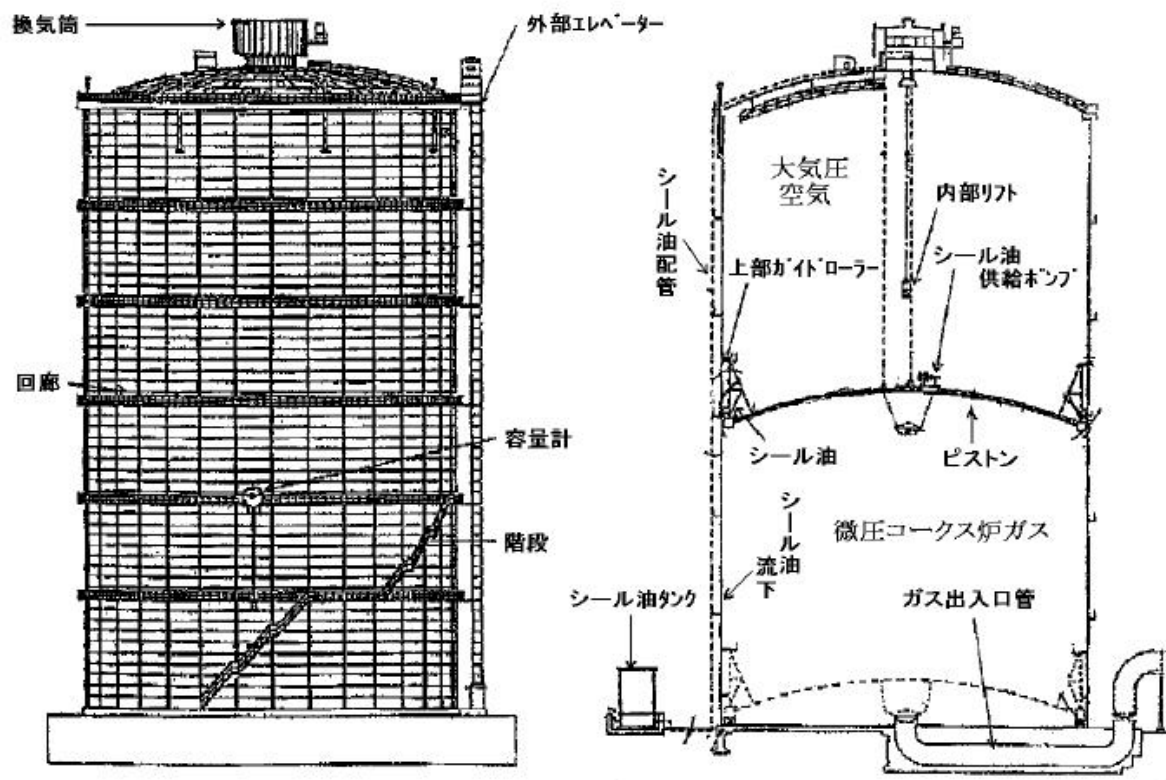 換気筒
外部エレベーター
回廊
容量計
階段
大気圧
空気
シール油配管
内部リフト
シール油
供給ポンプ
上部ガイドローラー
シール油
ピストン
微圧コークス炉ガス
シール油
流下
シール油タンク
ガス出入口管